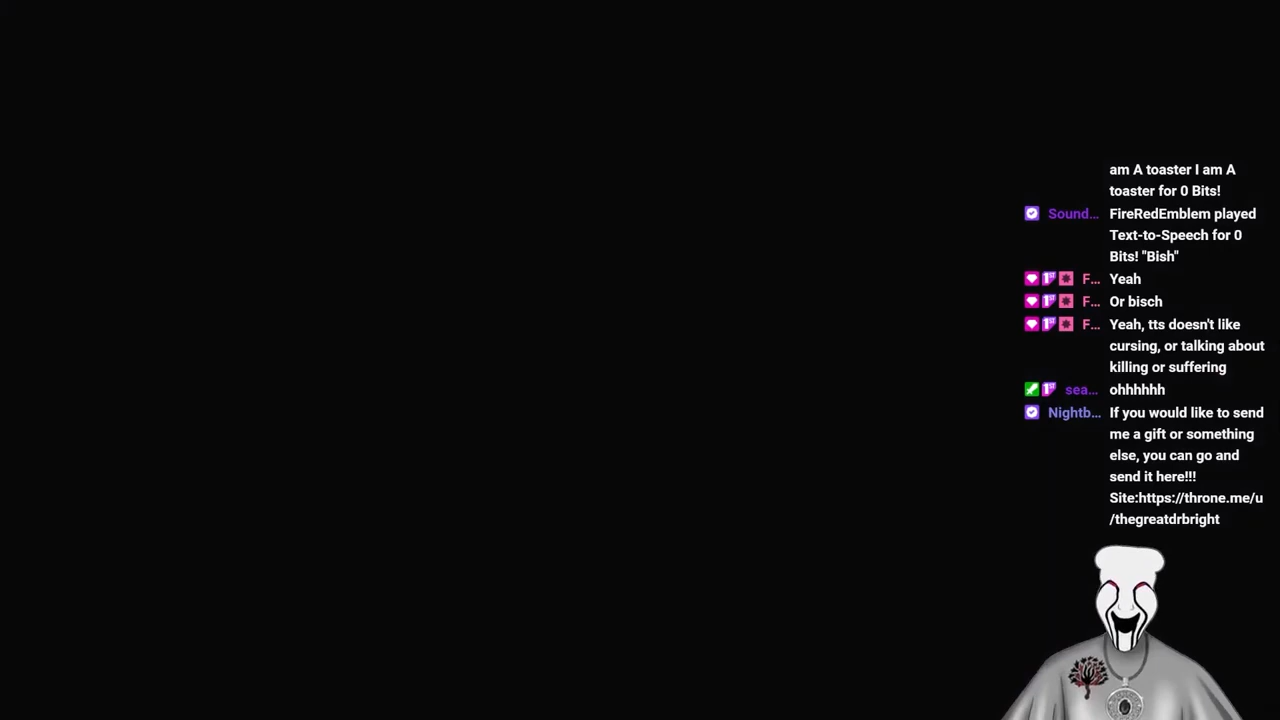 am A toaster I am A
toaster for 0 Bits!
Sound... FireRedEmblem played
Text-to-Speech for 0
Bits! "Bish"
F... Yeah
F... Or bisch
F... Yeah, tts doesn't like
cursing, or talking about
killing or suffering
sea... ohhhhhh
Nightb... If you would like to send
me a gift or something
else, you can go and
send it here!!!
Site:https://throne.me/u
/thegreatdrbright